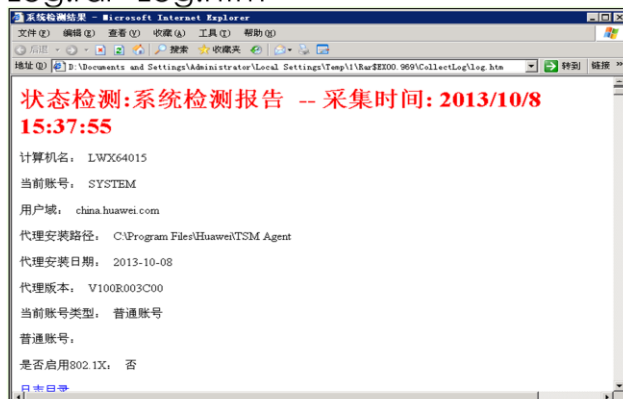 系统检测结果 - Microsoft Internet Explorer
文件(F) 编辑(E) 查看(V) 收藏(A) 工具(T) 帮助(H)
后退 搜索 收藏夹
地址(D) D:\Documents and Settings\Administrator\Local Settings\Temp\1\Rar$EX00.969\CollectLog\log.htm 转到 链接 »
状态检测:系统检测报告 -- 采集时间: 2013/10/8
15:37:55
计算机名: LWX64015
当前账号: SYSTEM
用户域: china.huawei.com
代理安装路径: C:\Program Files\Huawei\TSM Agent
代理安装日期: 2013-10-08
代理版本: V100R003C00
当前账号类型: 普通账号
普通账号:
是否启用802.1X: 否
日志目录